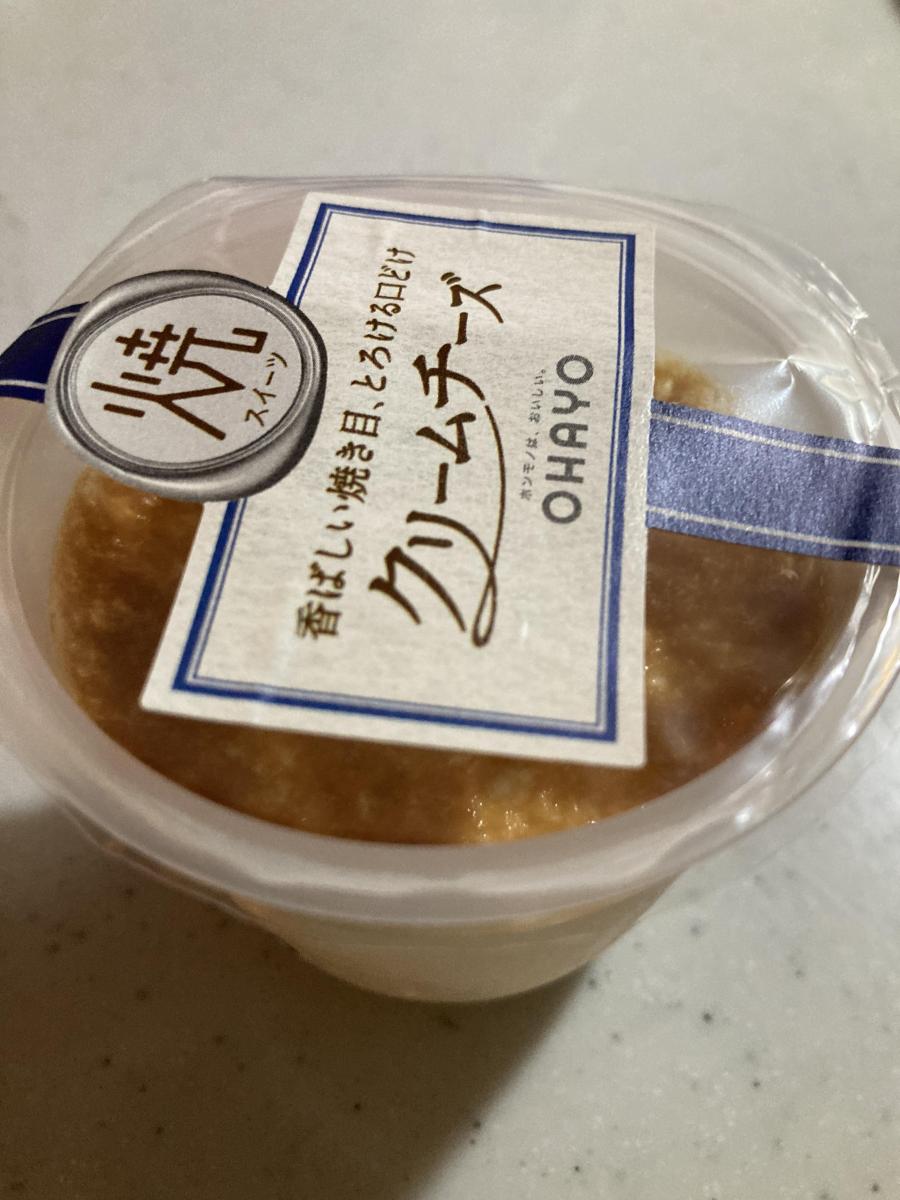 焼
スイーツ
香ばしい焼き目、とろける口どけ
クリームチーズ
ホンモノは、おいしい。
OHAYO